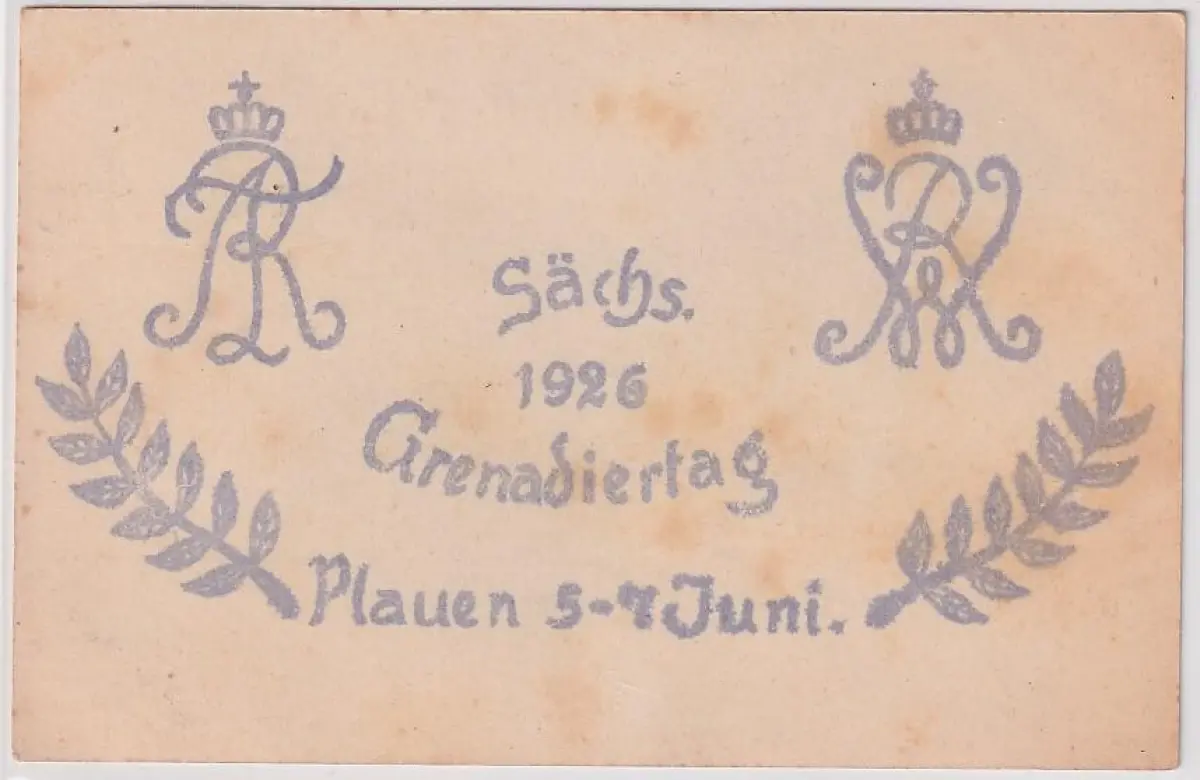 Sächs.
1926
Grenadiertag
Plauen 5-7 Juni.